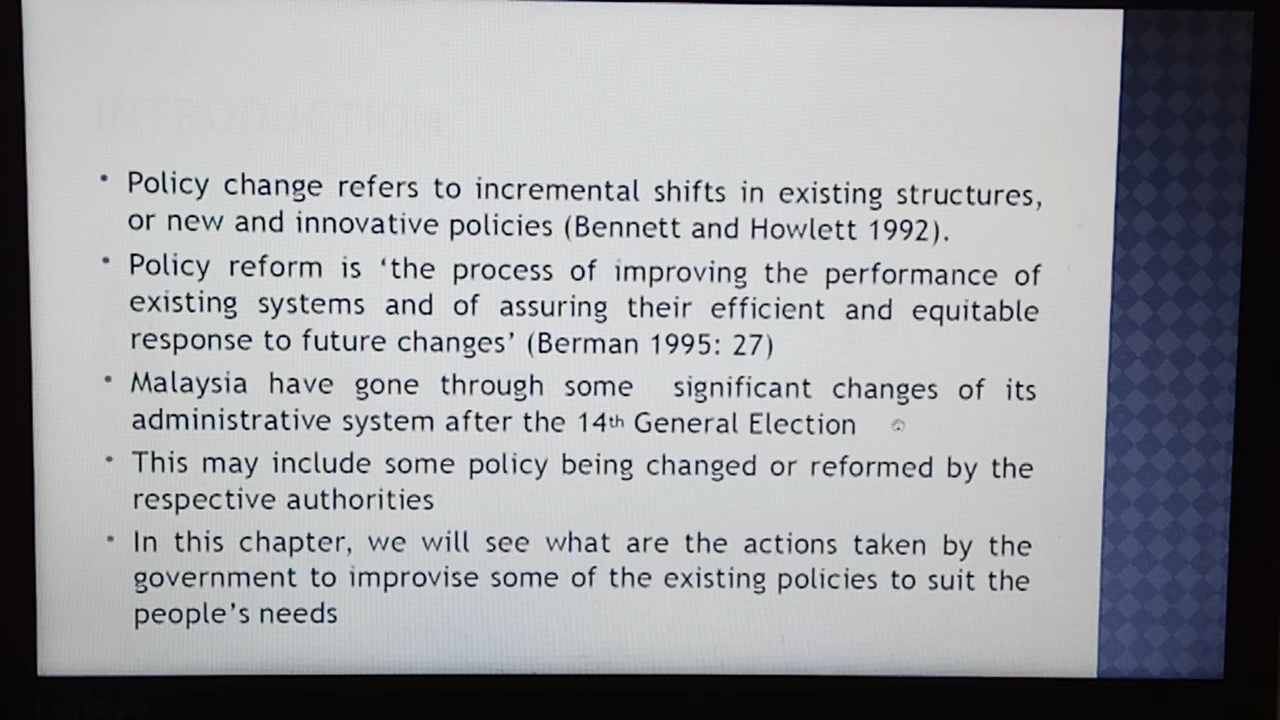 INTRODUCTION
• Policy change refers to incremental shifts in existing structures,
or new and innovative policies (Bennett and Howlett 1992).
• Policy reform is ‘the process of improving the performance of
existing systems and of assuring their efficient and equitable
response to future changes’ (Berman 1995: 27)
• Malaysia have gone through some significant changes of its
administrative system after the 14th General Election
• This may include some policy being changed or reformed by the
respective authorities
• In this chapter, we will see what are the actions taken by the
government to improvise some of the existing policies to suit the
people’s needs